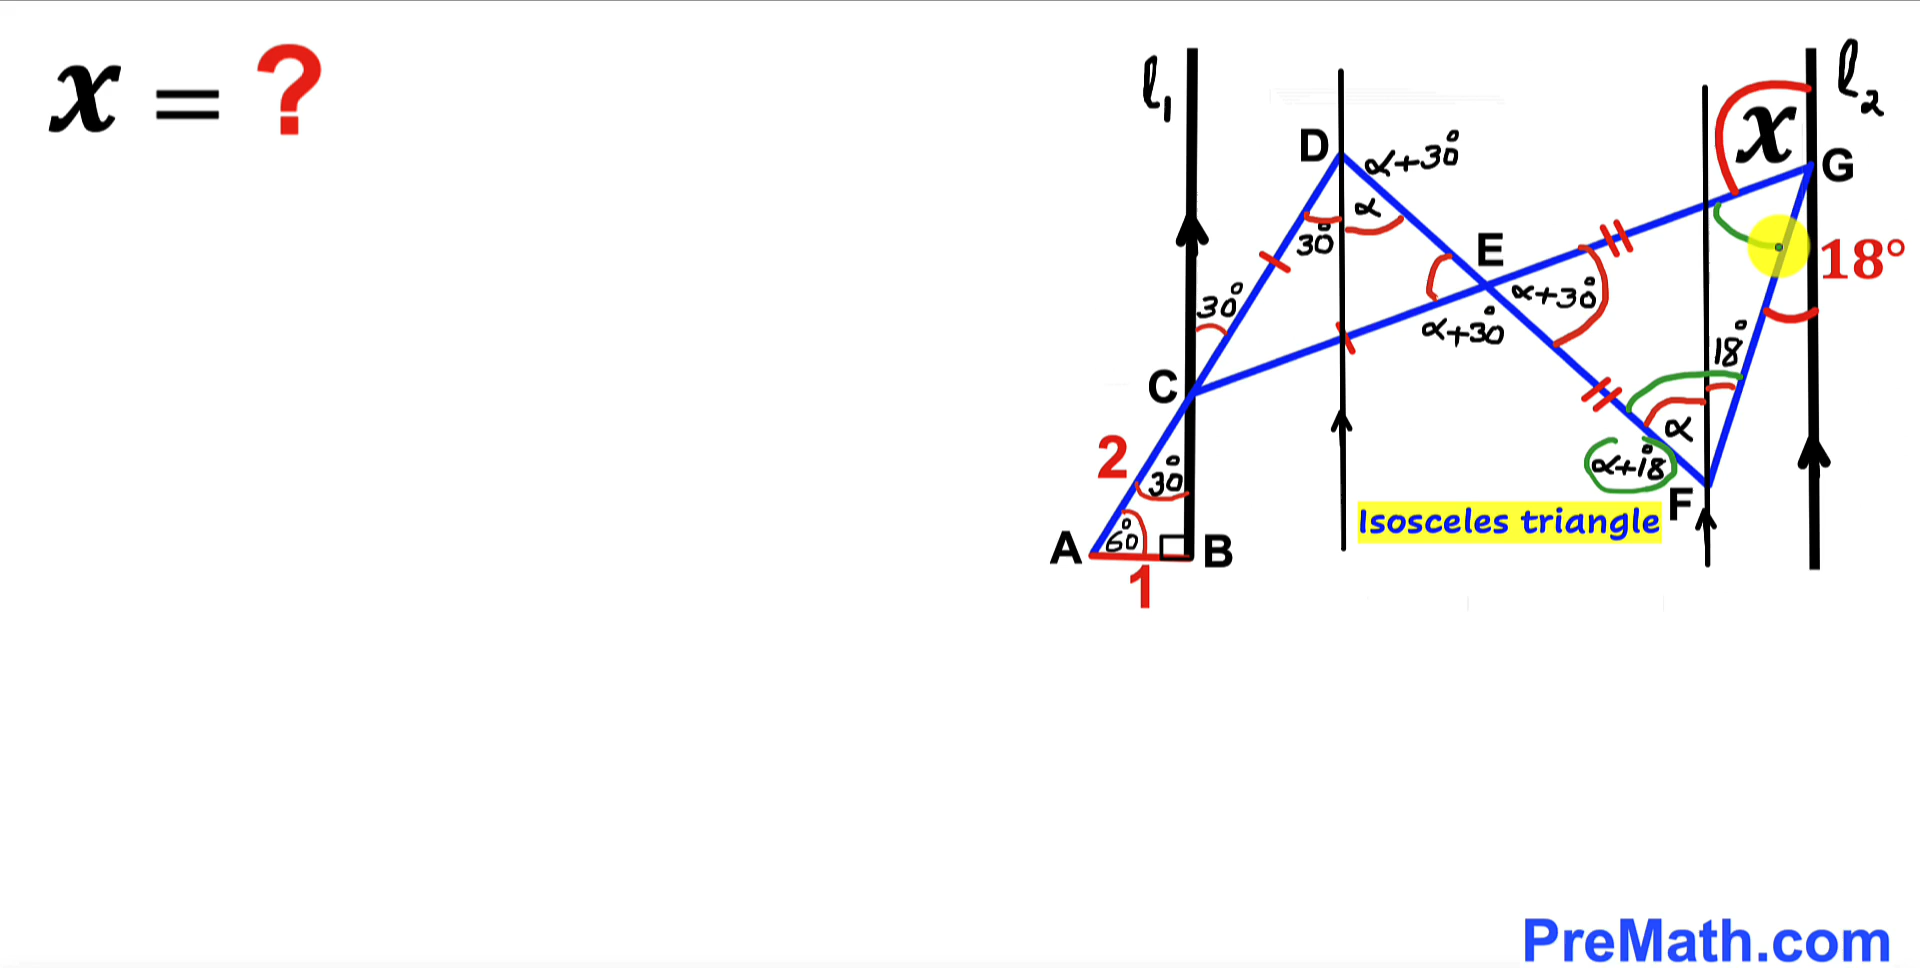 x = ?
l₁
l₂
x
D
α+30°
G
α
30°
E
18°
30°
α+30°
α+30°
18°
C
α
2
30°
α+18°
F
Isosceles triangle
A
60°
B
1
PreMath.com